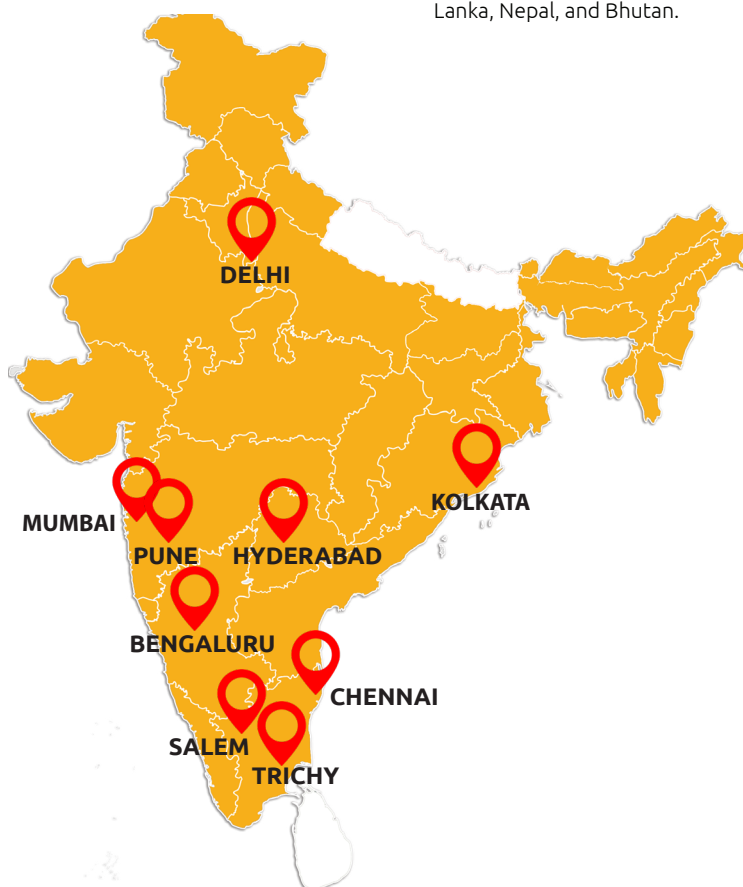 Lanka, Nepal, and Bhutan.
DELHI
KOLKATA
MUMBAI
PUNE
HYDERABAD
BENGALURU
CHENNAI
SALEM
TRICHY